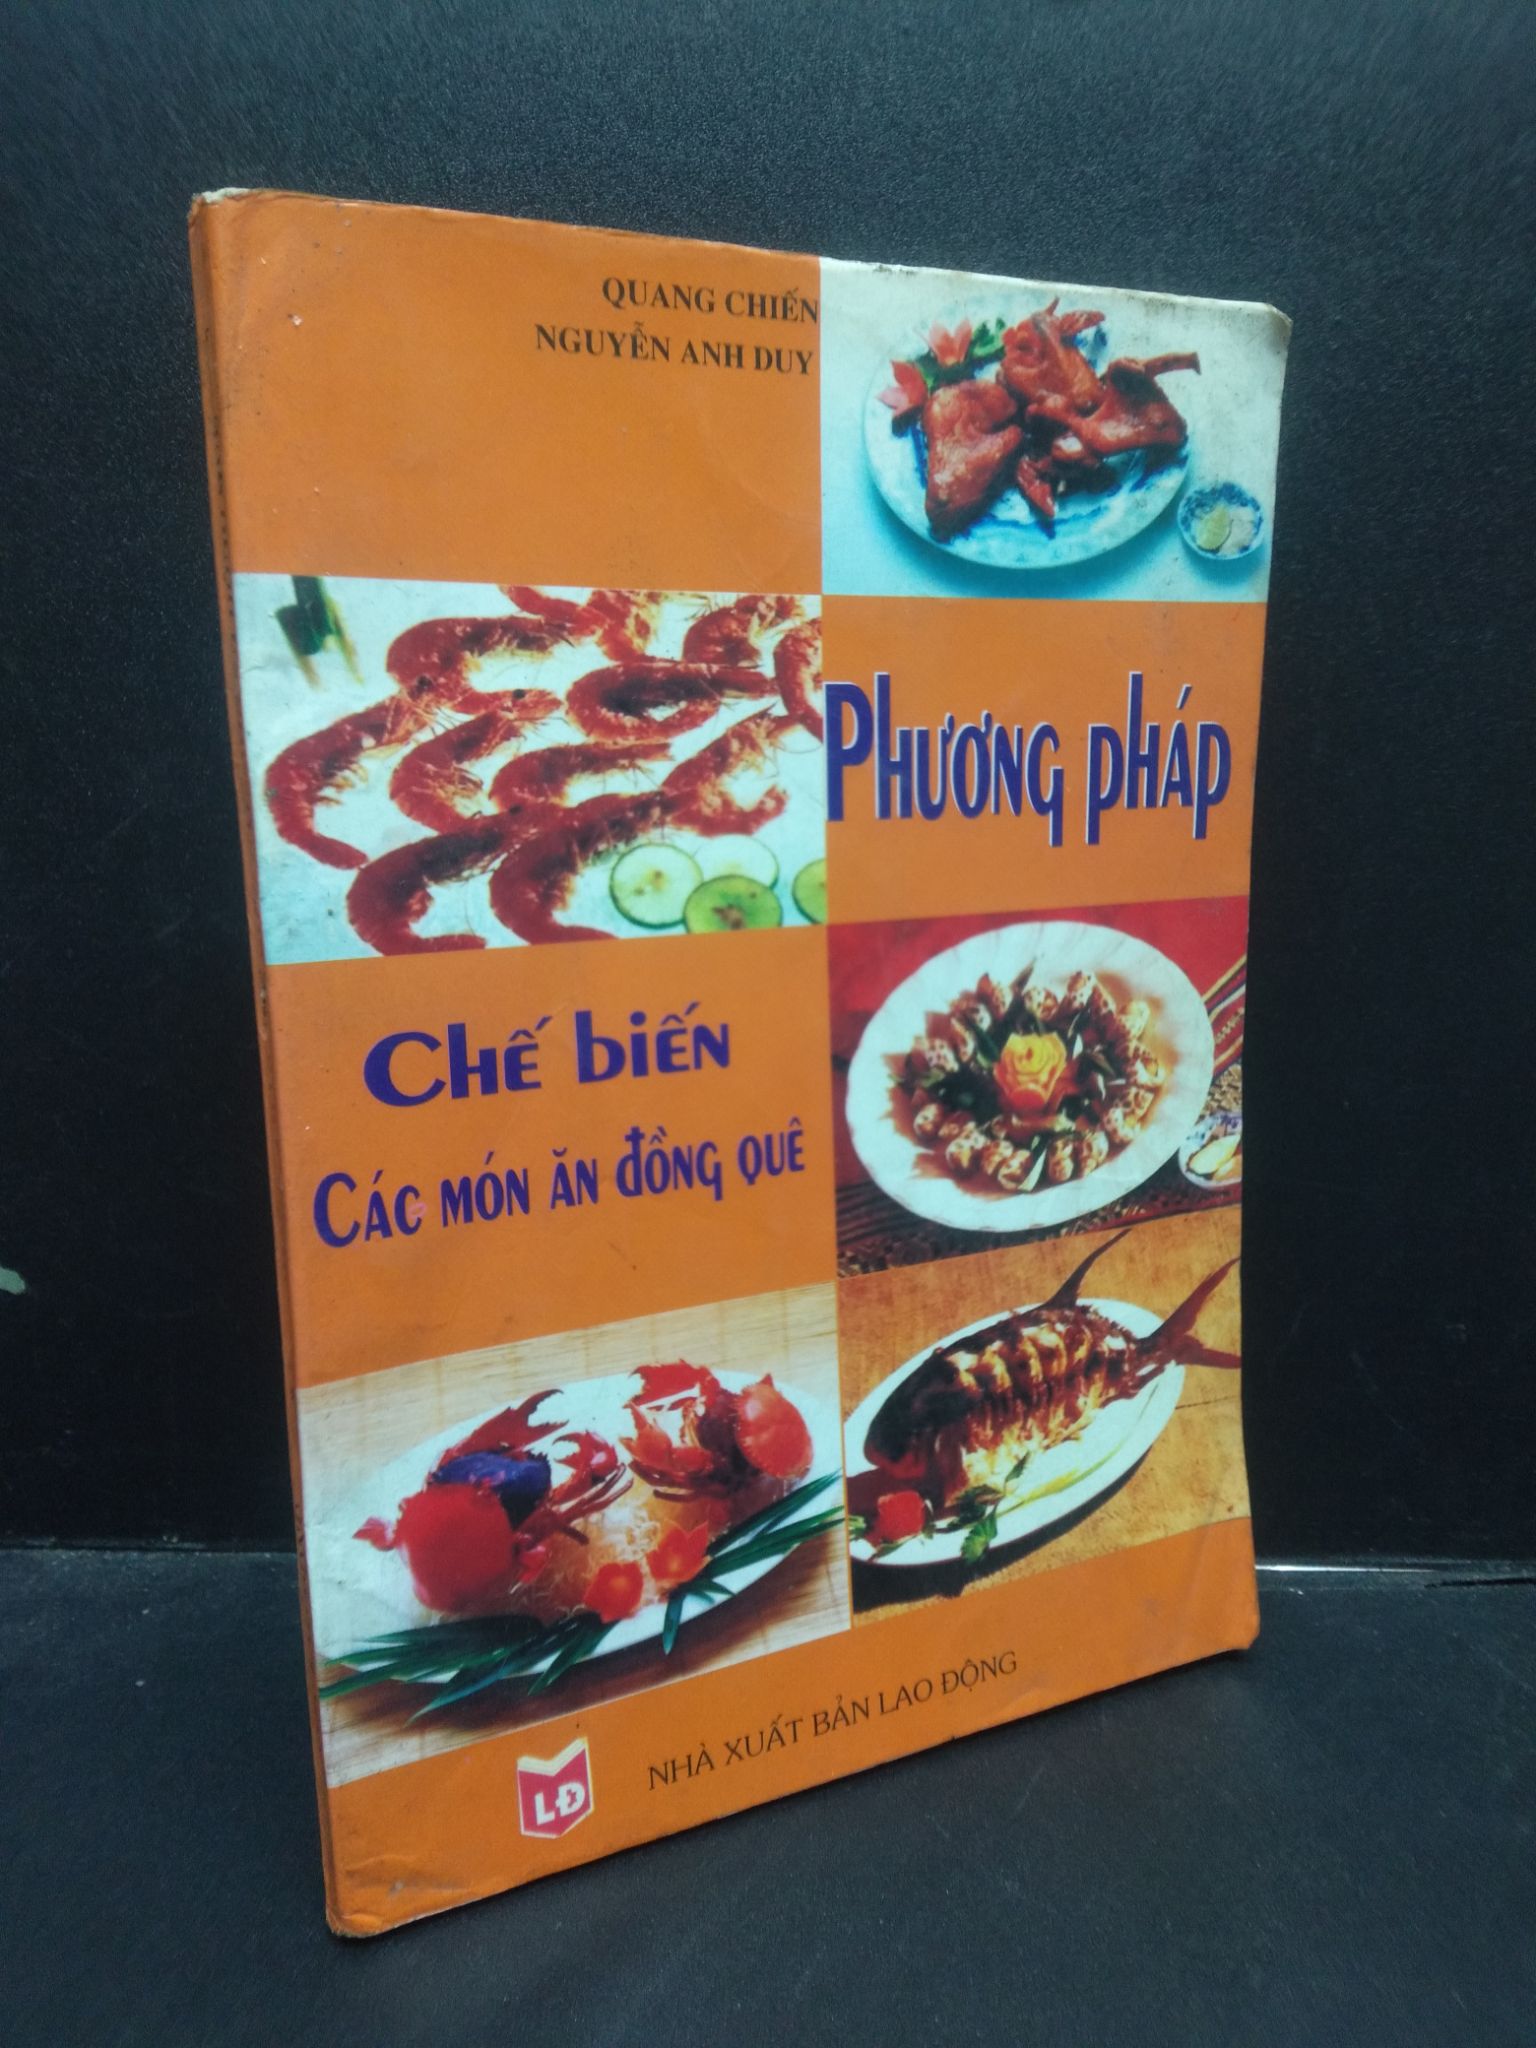 QUANG CHIẾN
NGUYỄN ANH DUY
Phương pháp
Chế biến
Các món ăn đồng quê
LĐ
NHÀ XUẤT BẢN LAO ĐỘNG